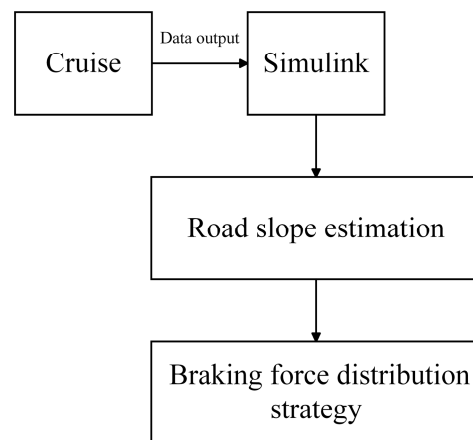 Cruise
Data output
Simulink
Road slope estimation
Braking force distribution
strategy